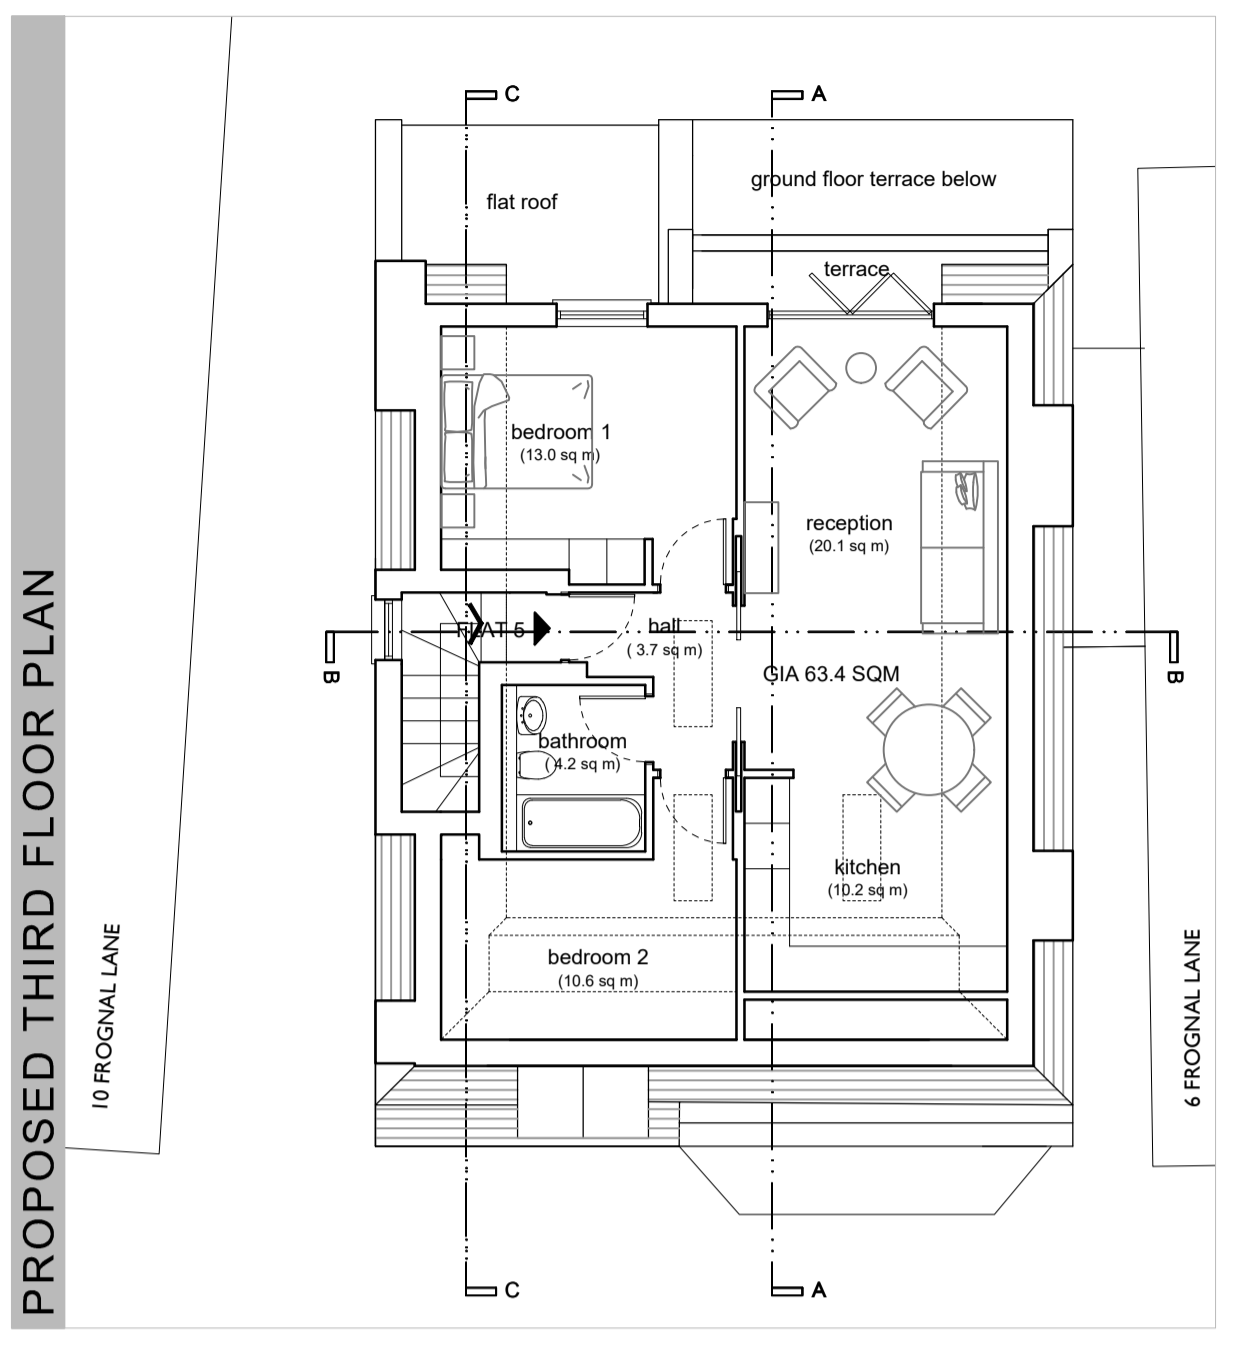 PROPOSED THIRD FLOOR PLAN
C
A
ground floor terrace below
flat roof
terrace
bedroom 1
(13.0 sq m)
reception
(20.1 sq m)
FLAT 5
hall
( 3.7 sq m)
B
B
GIA 63.4 SQM
bathroom
( 4.2 sq m)
kitchen
(10.2 sq m)
bedroom 2
(10.6 sq m)
10 FROGNAL LANE
6 FROGNAL LANE
C
A